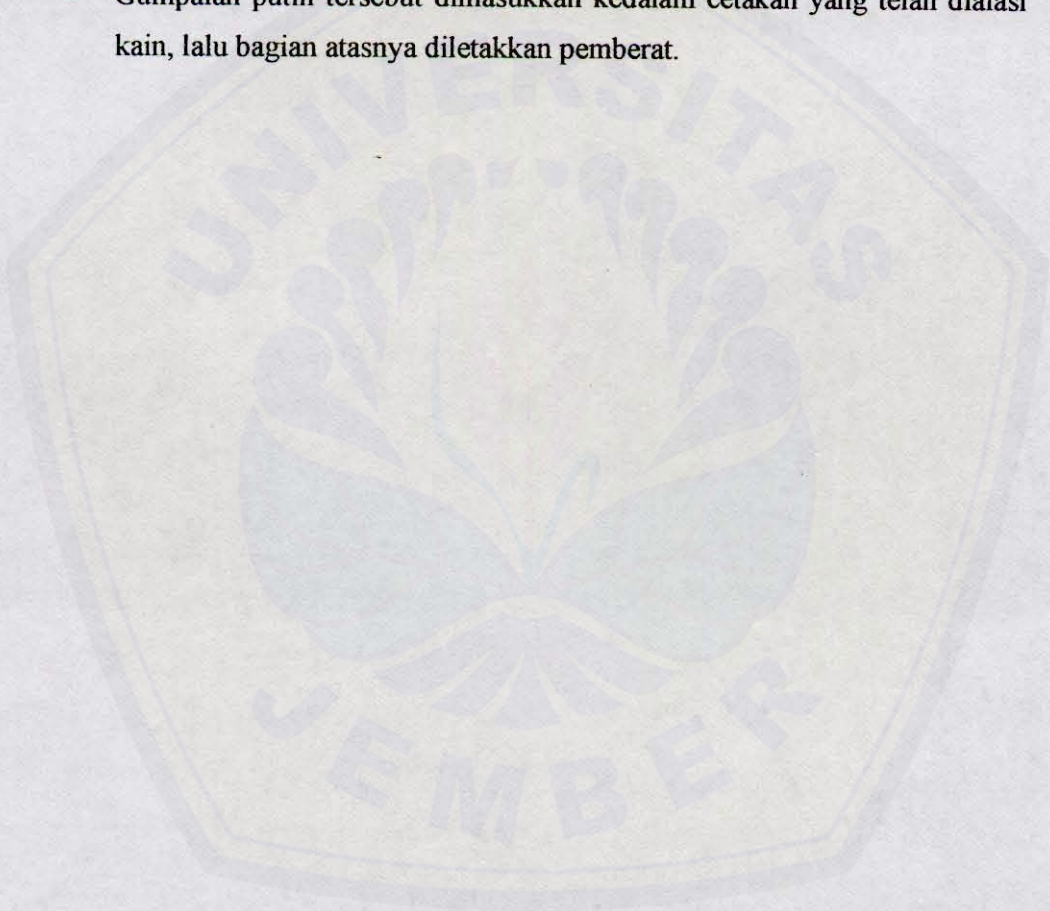 Gumpalan putih tersebut dimasukkan kedalam cetakan yang telah dialasi
kain, lalu bagian atasnya diletakkan pemberat.
UNIVERSITAS
JEMBER